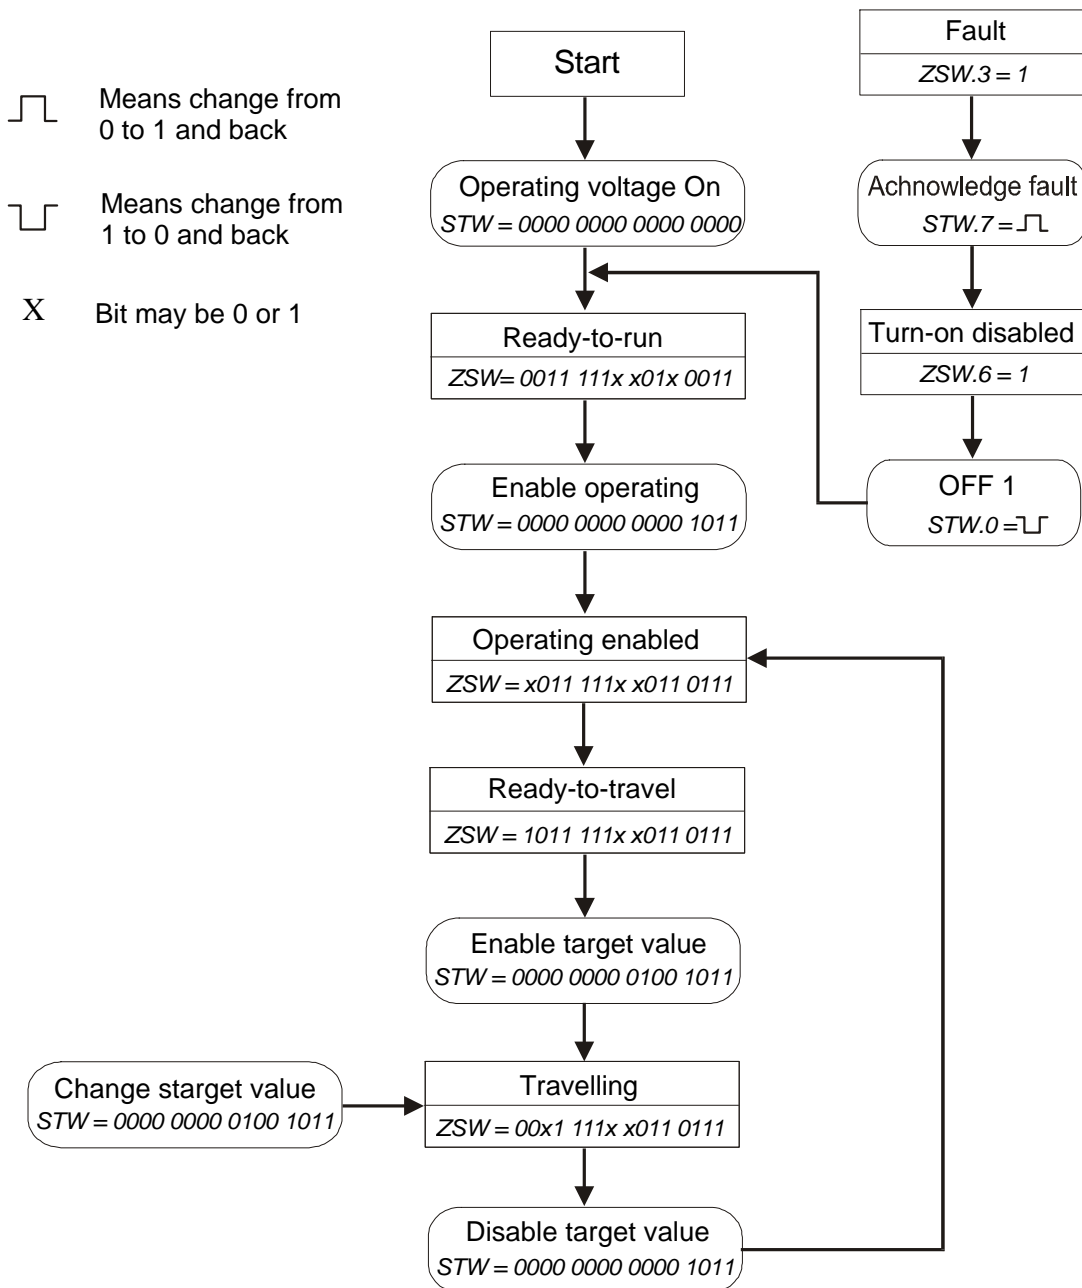 Means change from
0 to 1 and back
Means change from
1 to 0 and back
X Bit may be 0 or 1
Start
Operating voltage On
STW = 0000 0000 0000 0000
Ready-to-run
ZSW= 0011 111x x01x 0011
Enable operating
STW = 0000 0000 0000 1011
Operating enabled
ZSW = x011 111x x011 0111
Ready-to-travel
ZSW = 1011 111x x011 0111
Enable target value
STW = 0000 0000 0100 1011
Change starget value
STW = 0000 0000 0100 1011
Travelling
ZSW = 00x1 111x x011 0111
Disable target value
STW = 0000 0000 0000 1011
Fault
ZSW.3 = 1
Achnowledge fault
STW.7 =
Turn-on disabled
ZSW.6 = 1
OFF 1
STW.0 =